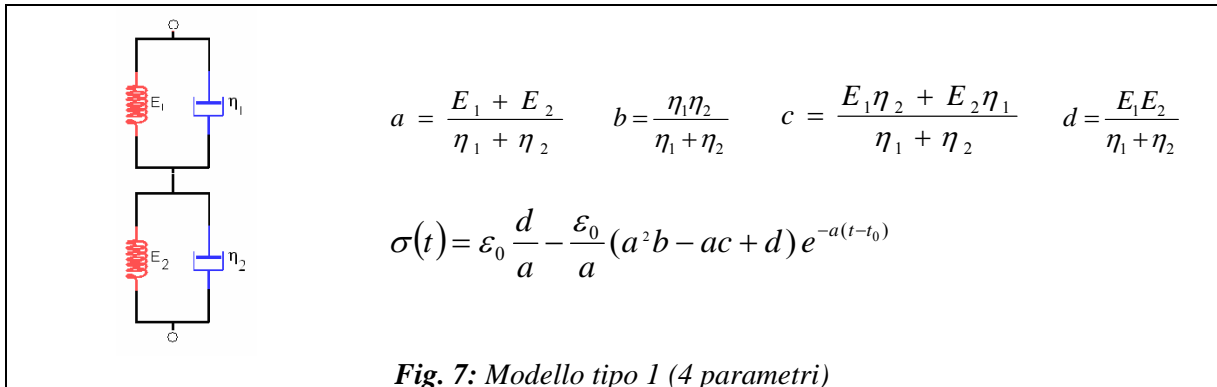 E₁ η₁
E₂ η₂
a = (E₁ + E₂)/(η₁ + η₂) b = η₁η₂/(η₁+η₂) c = (E₁η₂ + E₂η₁)/(η₁ + η₂) d = E₁E₂/(η₁+η₂)
σ(t) = ε₀ d/a − ε₀/a (a²b − ac + d) e^(−a(t−t₀))
Fig. 7: Modello tipo 1 (4 parametri)